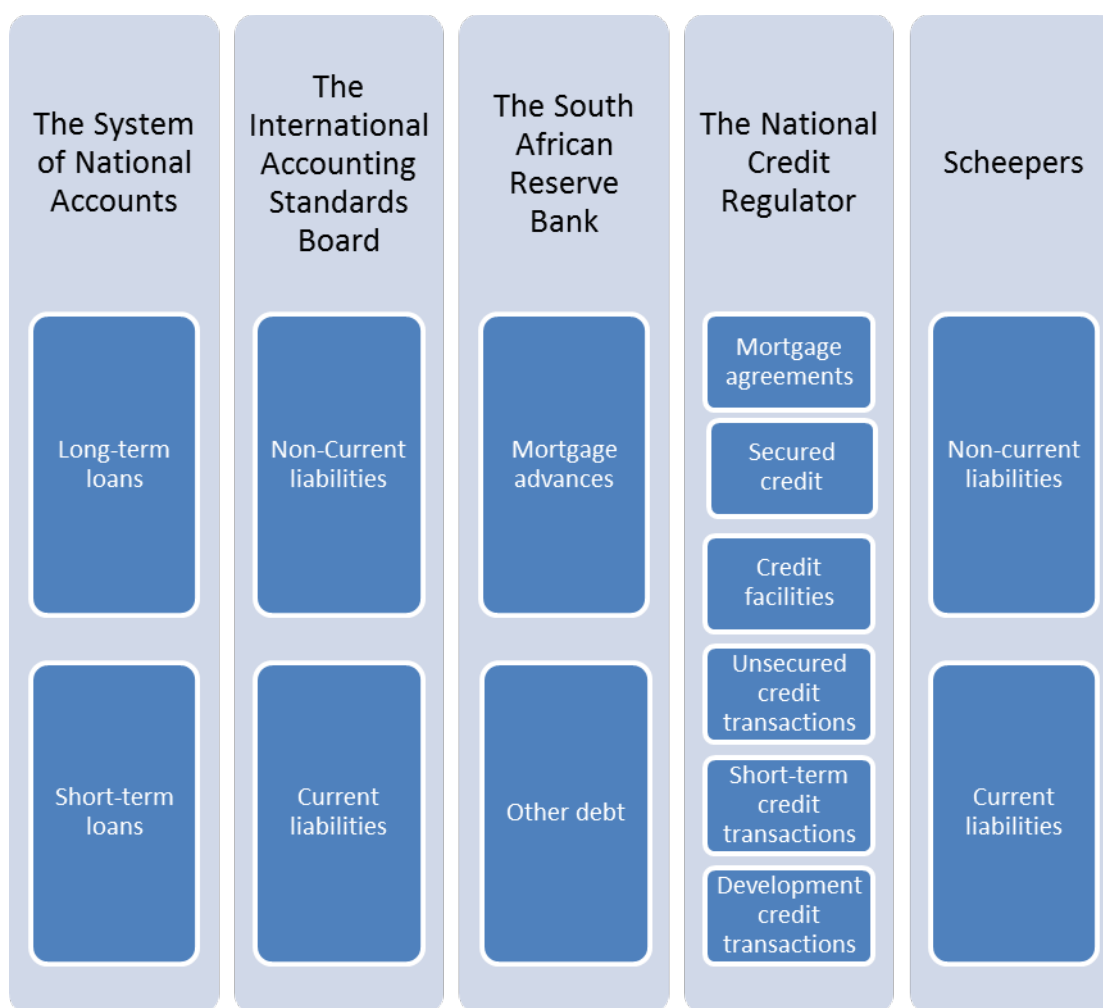 The System
of National
Accounts
Long-term
loans
Short-term
loans
The
International
Accounting
Standards
Board
Non-Current
liabilities
Current
liabilities
The South
African
Reserve
Bank
Mortgage
advances
Other debt
The National
Credit
Regulator
Mortgage
agreements
Secured
credit
Credit
facilities
Unsecured
credit
transactions
Short-term
credit
transactions
Development
credit
transactions
Scheepers
Non-current
liabilities
Current
liabilities